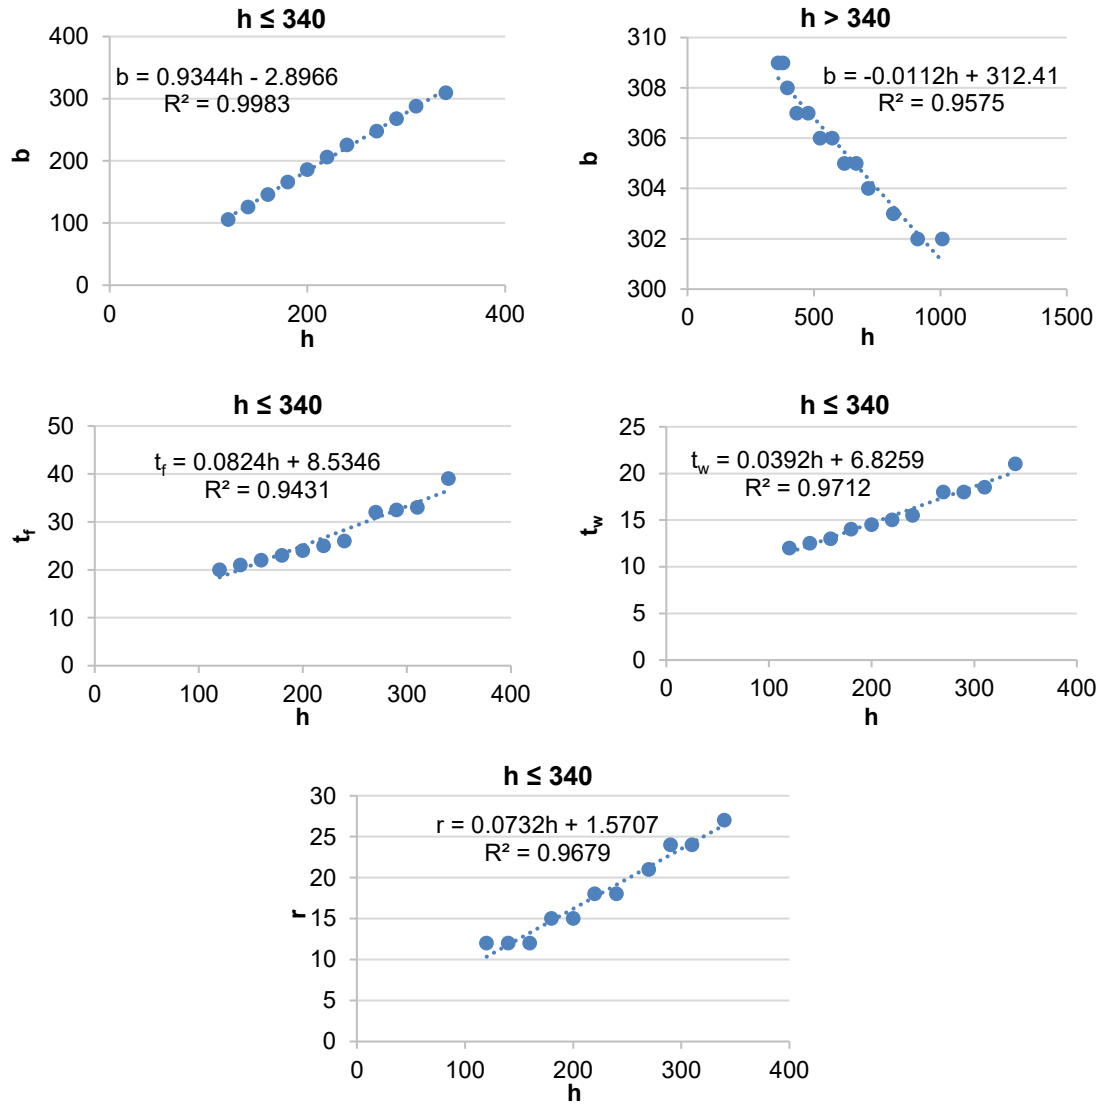 h ≤ 340
400
300
200
100
0
b = 0.9344h - 2.8966
R² = 0.9983
b
0
200
400
h
h > 340
310
308
306
304
302
300
b = -0.0112h + 312.41
R² = 0.9575
b
0
500
1000
1500
h
h ≤ 340
50
40
30
20
10
0
t_f = 0.0824h + 8.5346
R² = 0.9431
t_f
0
100
200
300
400
h
h ≤ 340
25
20
15
10
5
0
t_w = 0.0392h + 6.8259
R² = 0.9712
t_w
0
100
200
300
400
h
h ≤ 340
30
25
20
15
10
5
0
r = 0.0732h + 1.5707
R² = 0.9679
r
0
100
200
300
400
h